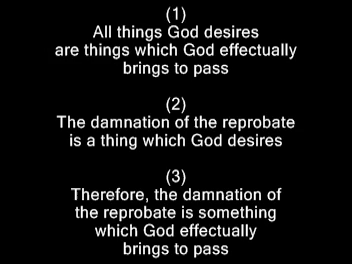 (1)
All things God desires
are things which God effectually
brings to pass
(2)
The damnation of the reprobate
is a thing which God desires
(3)
Therefore, the damnation of
the reprobate is something
which God effectually
brings to pass